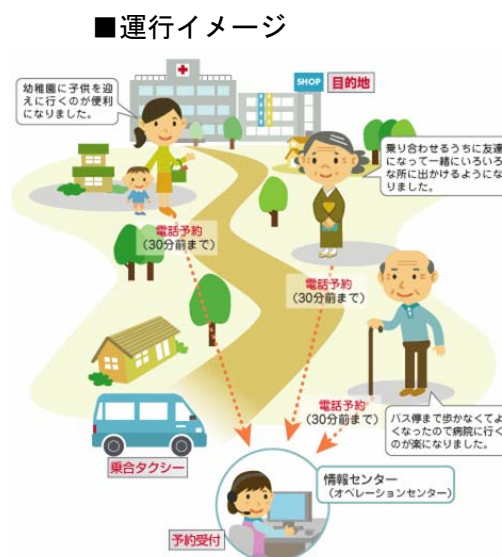 ■運行イメージ
幼稚園に子供を迎
えに行くのが便利
になりました。
SHOP 目的地
乗り合わせるうちに友達
になって一緒にいろいろ
な所に出かけるようにな
りました。
電話予約
(30分前まで)
電話予約
(30分前まで)
電話予約
(30分前まで)
バス停まで歩かなくてよ
くなったので病院に行く
のが楽になりました。
乗合タクシー
情報センター
(オペレーションセンター)
予約受付